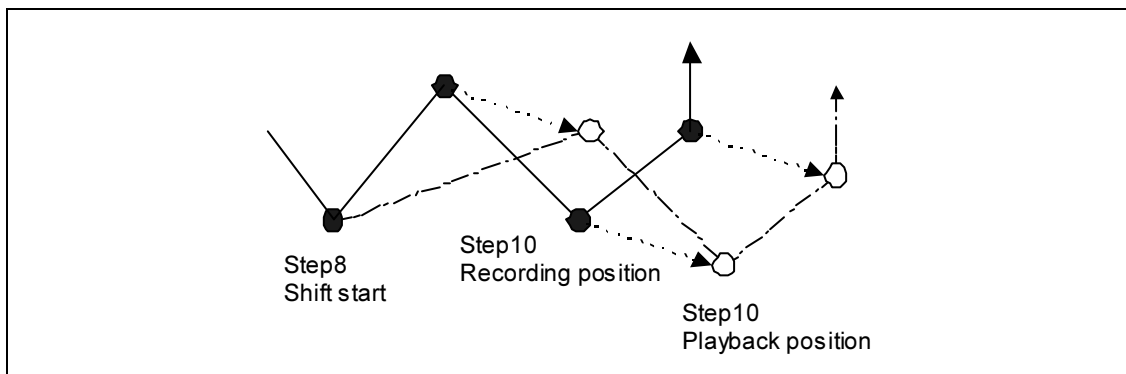 Step8
Shift start
Step10
Recording position
Step10
Playback position